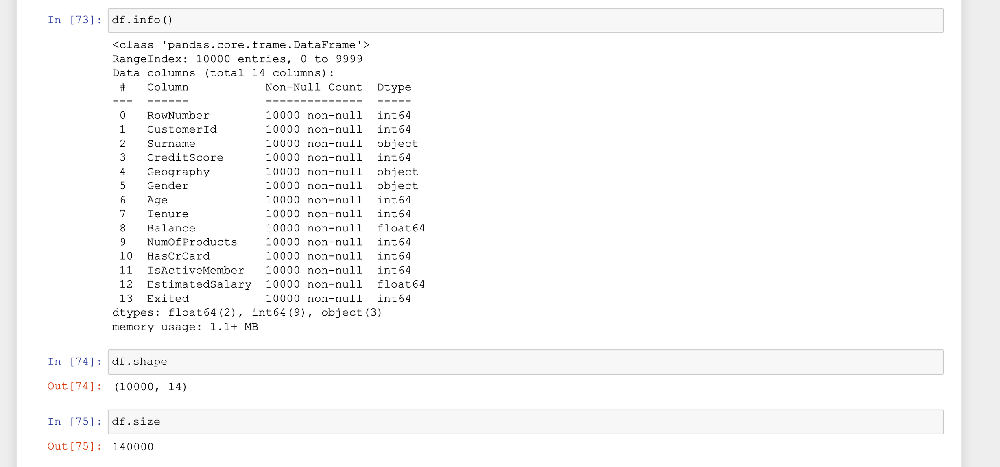 In [73]: df.info()
<class 'pandas.core.frame.DataFrame'>
RangeIndex: 10000 entries, 0 to 9999
Data columns (total 14 columns):
 #   Column           Non-Null Count  Dtype
---  ------           --------------  -----
 0   RowNumber        10000 non-null  int64
 1   CustomerId       10000 non-null  int64
 2   Surname          10000 non-null  object
 3   CreditScore      10000 non-null  int64
 4   Geography        10000 non-null  object
 5   Gender           10000 non-null  object
 6   Age              10000 non-null  int64
 7   Tenure           10000 non-null  int64
 8   Balance          10000 non-null  float64
 9   NumOfProducts    10000 non-null  int64
 10  HasCrCard        10000 non-null  int64
 11  IsActiveMember   10000 non-null  int64
 12  EstimatedSalary  10000 non-null  float64
 13  Exited           10000 non-null  int64
dtypes: float64(2), int64(9), object(3)
memory usage: 1.1+ MB
In [74]: df.shape
Out[74]: (10000, 14)
In [75]: df.size
Out[75]: 140000